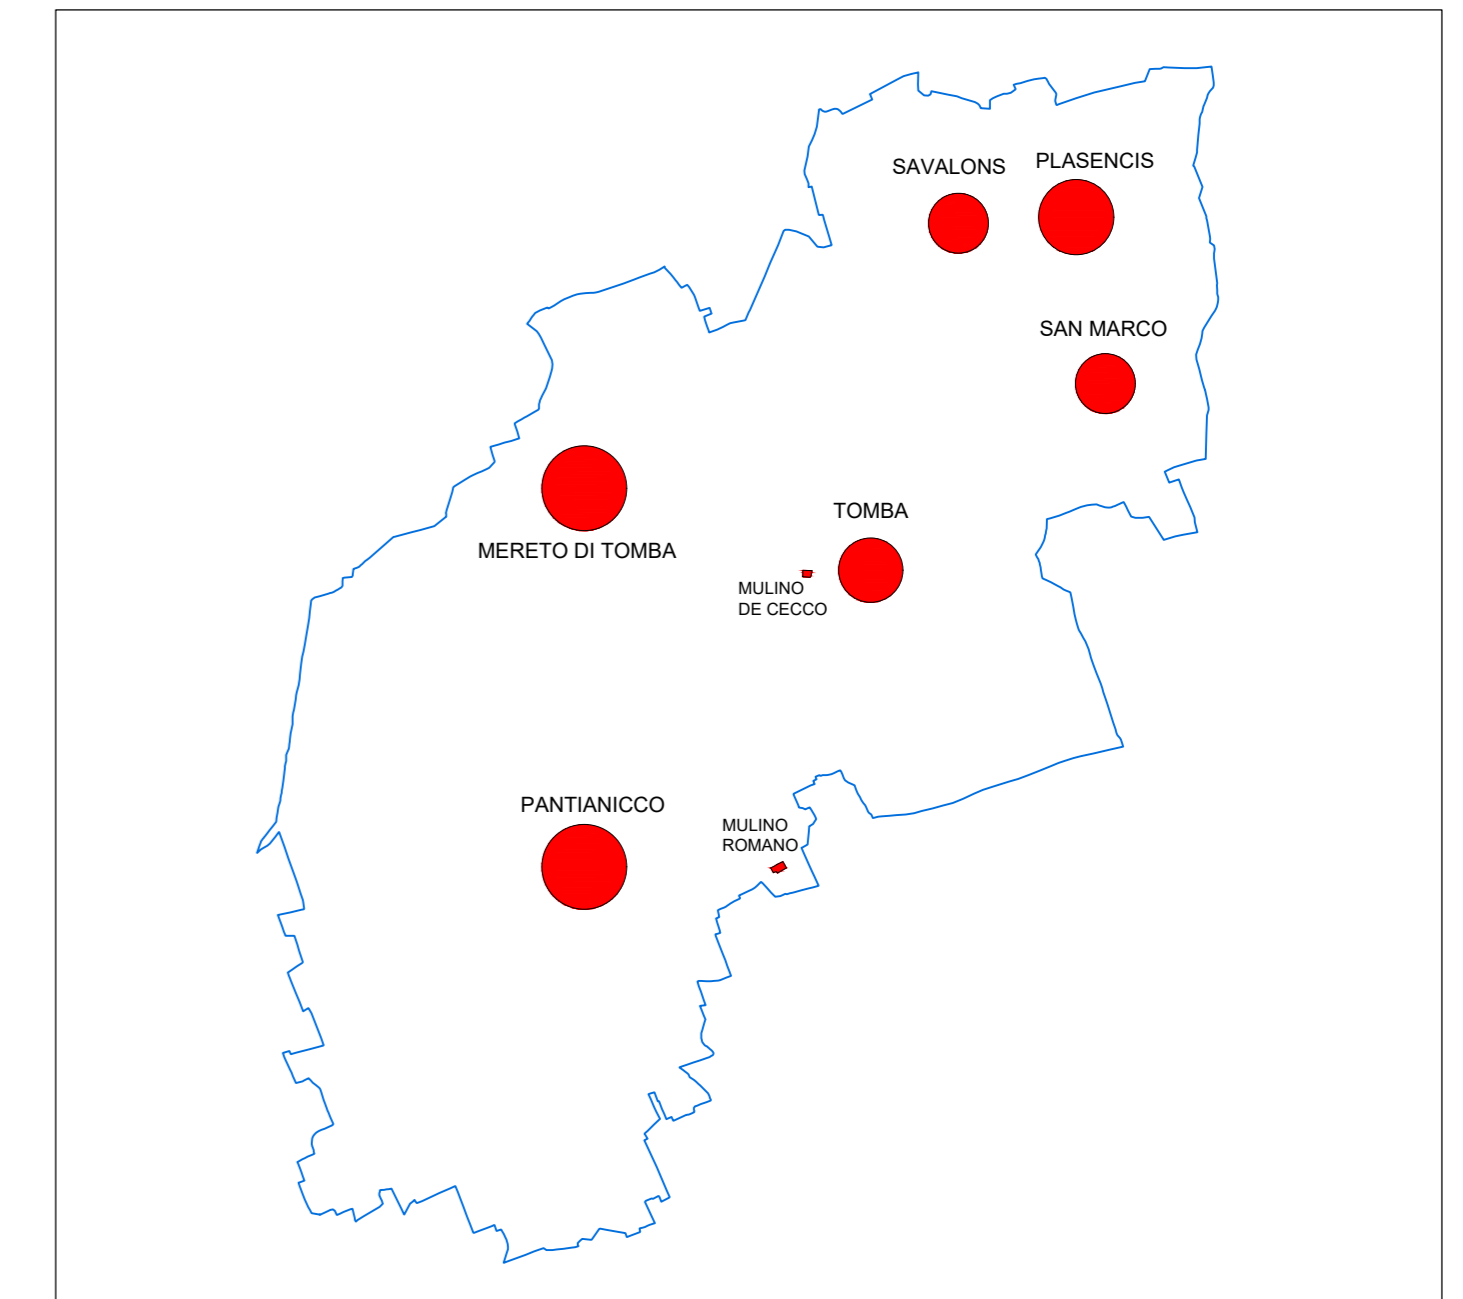 SAVALONS
PLASENCIS
SAN MARCO
MERETO DI TOMBA
TOMBA
MULINO
DE CECCO
PANTIANICCO
MULINO
ROMANO